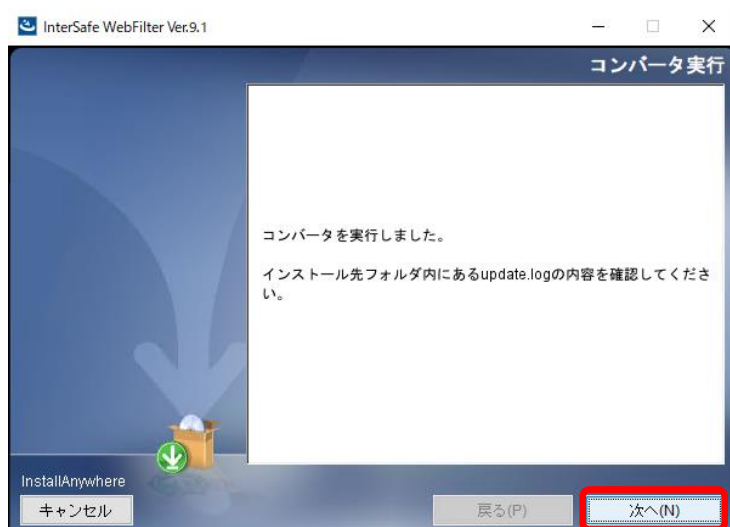 InterSafe WebFilter Ver.9.1
コンバータ実行
コンバータを実行しました。
インストール先フォルダ内にあるupdate.logの内容を確認してくださ
い。
InstallAnywhere
キャンセル
戻る(P)
次へ(N)